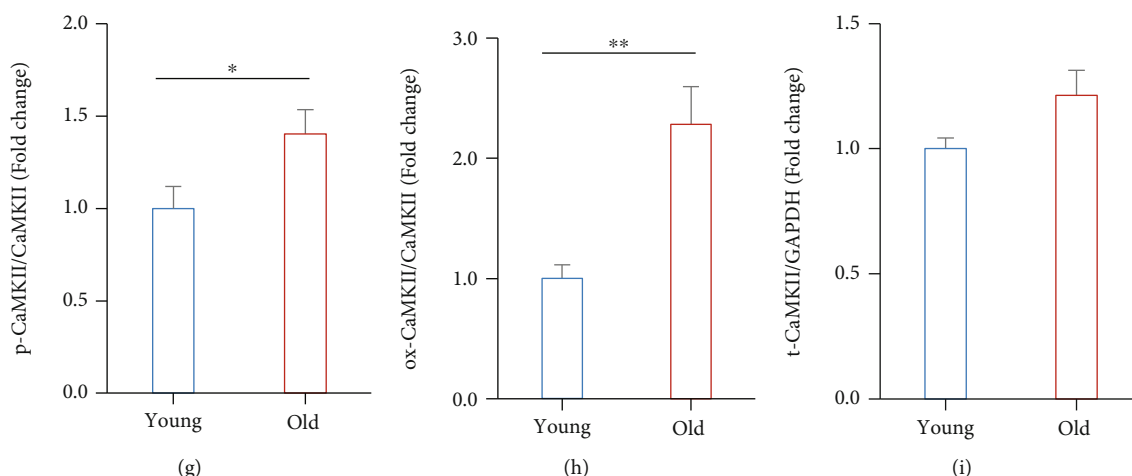 p-CaMKII/CaMKII (Fold change)
2.0
1.5
1.0
0.5
0.0
*
Young
Old
(g)
ox-CaMKII/CaMKII (Fold change)
3.0
2.0
1.0
0.0
**
Young
Old
(h)
t-CaMKII/GAPDH (Fold change)
1.5
1.0
0.5
0.0
Young
Old
(i)